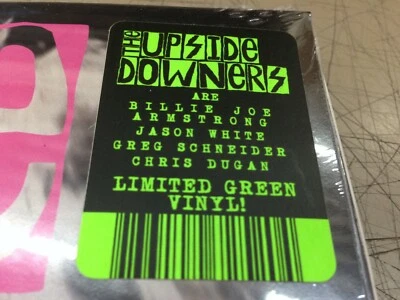 THE UPSIDE
DOWNERS
ARE
BILLIE JOE
ARMSTRONG
JASON WHITE
GREG SCHNEIDER
CHRIS DUGAN
LIMITED GREEN
VINYL!
e